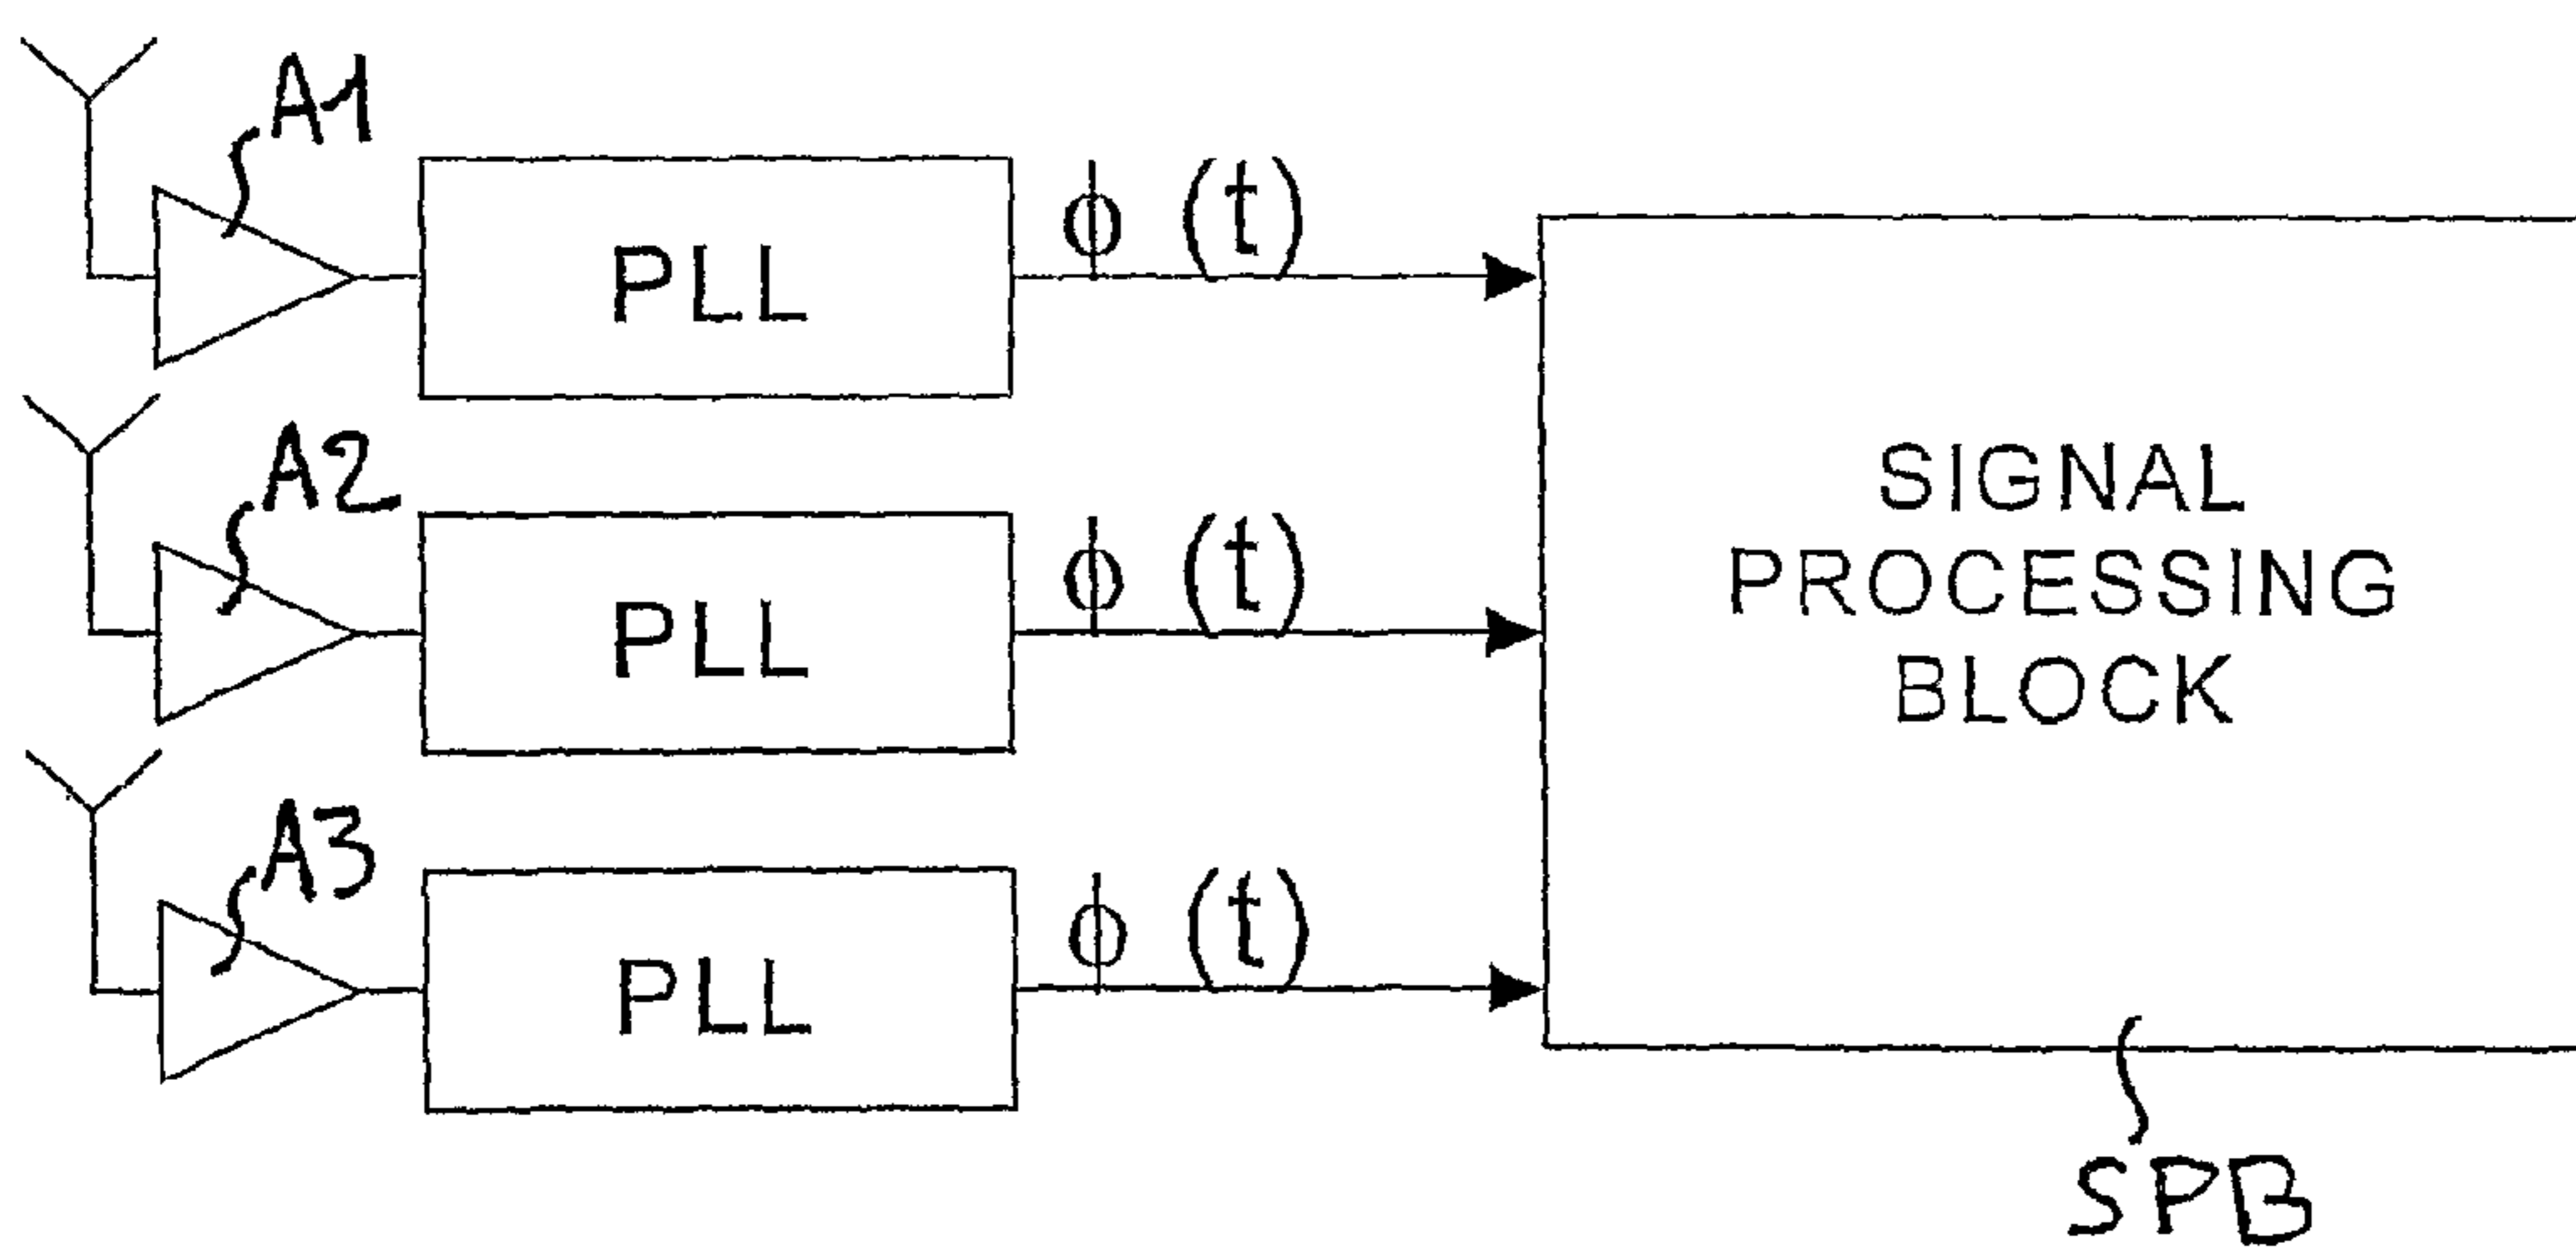 A1
PLL
ϕ (t)
A2
PLL
ϕ (t)
A3
PLL
ϕ (t)
SIGNAL
PROCESSING
BLOCK
SPB